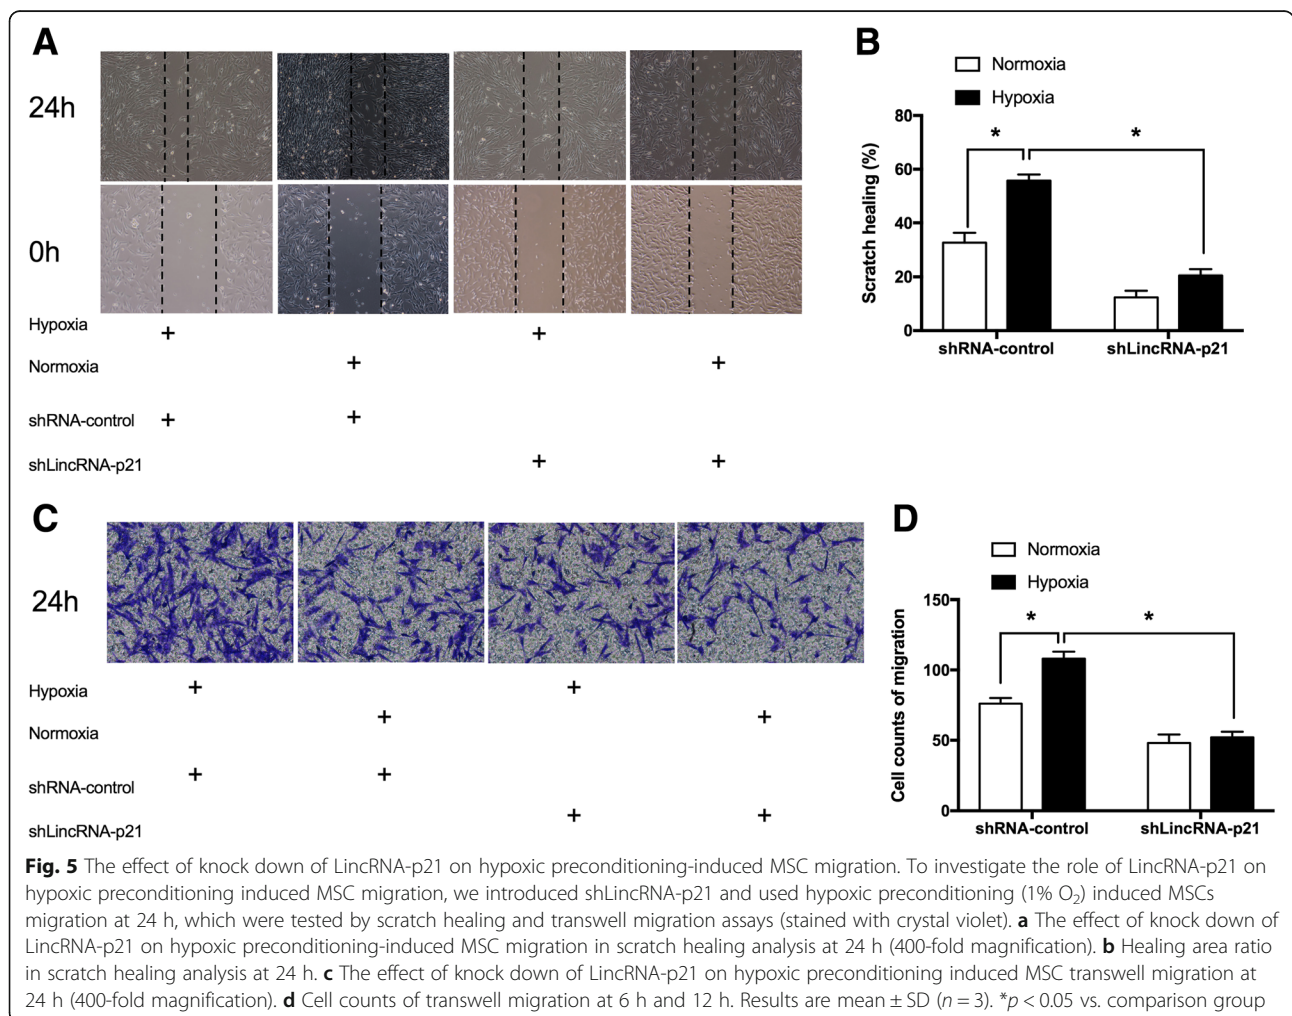 A
24h
0h
Hypoxia + +
Normoxia + +
shRNA-control + +
shLincRNA-p21 + +
B
Normoxia
Hypoxia
Scratch healing (%)
80
60
40
20
0
* *
shRNA-control shLincRNA-p21
C
24h
Hypoxia + +
Normoxia + +
shRNA-control + +
shLincRNA-p21 + +
D
Normoxia
Hypoxia
Cell counts of migration
150
100
50
0
* *
shRNA-control shLincRNA-p21
Fig. 5 The effect of knock down of LincRNA-p21 on hypoxic preconditioning-induced MSC migration. To investigate the role of LincRNA-p21 on
hypoxic preconditioning induced MSC migration, we introduced shLincRNA-p21 and used hypoxic preconditioning (1% O₂) induced MSCs
migration at 24 h, which were tested by scratch healing and transwell migration assays (stained with crystal violet). a The effect of knock down of
LincRNA-p21 on hypoxic preconditioning-induced MSC migration in scratch healing analysis at 24 h (400-fold magnification). b Healing area ratio
in scratch healing analysis at 24 h. c The effect of knock down of LincRNA-p21 on hypoxic preconditioning induced MSC transwell migration at
24 h (400-fold magnification). d Cell counts of transwell migration at 6 h and 12 h. Results are mean ± SD (n = 3). *p < 0.05 vs. comparison group